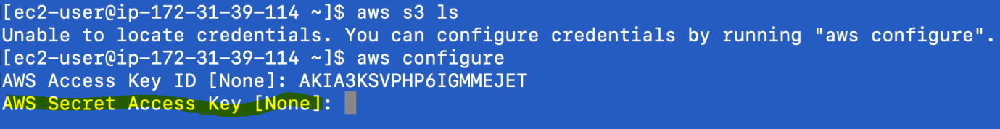 [ec2-user@ip-172-31-39-114 ~]$ aws s3 ls
Unable to locate credentials. You can configure credentials by running "aws configure".
[ec2-user@ip-172-31-39-114 ~]$ aws configure
AWS Access Key ID [None]: AKIA3KSVPHP6IGMMEJET
AWS Secret Access Key [None]: